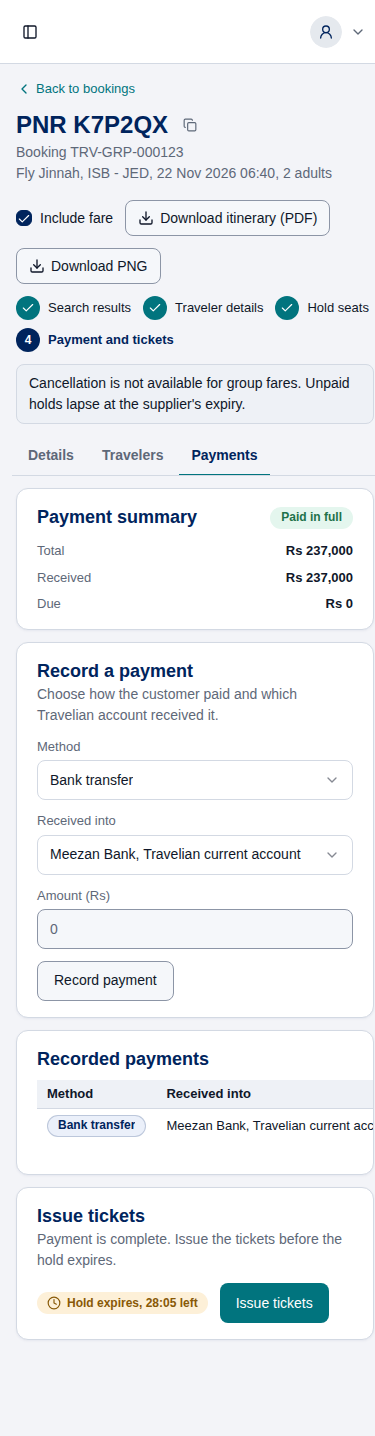 Back to bookings
PNR K7P2QX
Booking TRV-GRP-000123
Fly Jinnah, ISB - JED, 22 Nov 2026 06:40, 2 adults
Include fare
Download itinerary (PDF)
Download PNG
Search results
Traveler details
Hold seats
4 Payment and tickets
Cancellation is not available for group fares. Unpaid
holds lapse at the supplier's expiry.
Details
Travelers
Payments
Payment summary
Paid in full
Total Rs 237,000
Received Rs 237,000
Due Rs 0
Record a payment
Choose how the customer paid and which
Travelian account received it.
Method
Bank transfer
Received into
Meezan Bank, Travelian current account
Amount (Rs)
0
Record payment
Recorded payments
Method Received into
Bank transfer Meezan Bank, Travelian current acc
Issue tickets
Payment is complete. Issue the tickets before the
hold expires.
Hold expires, 28:05 left
Issue tickets